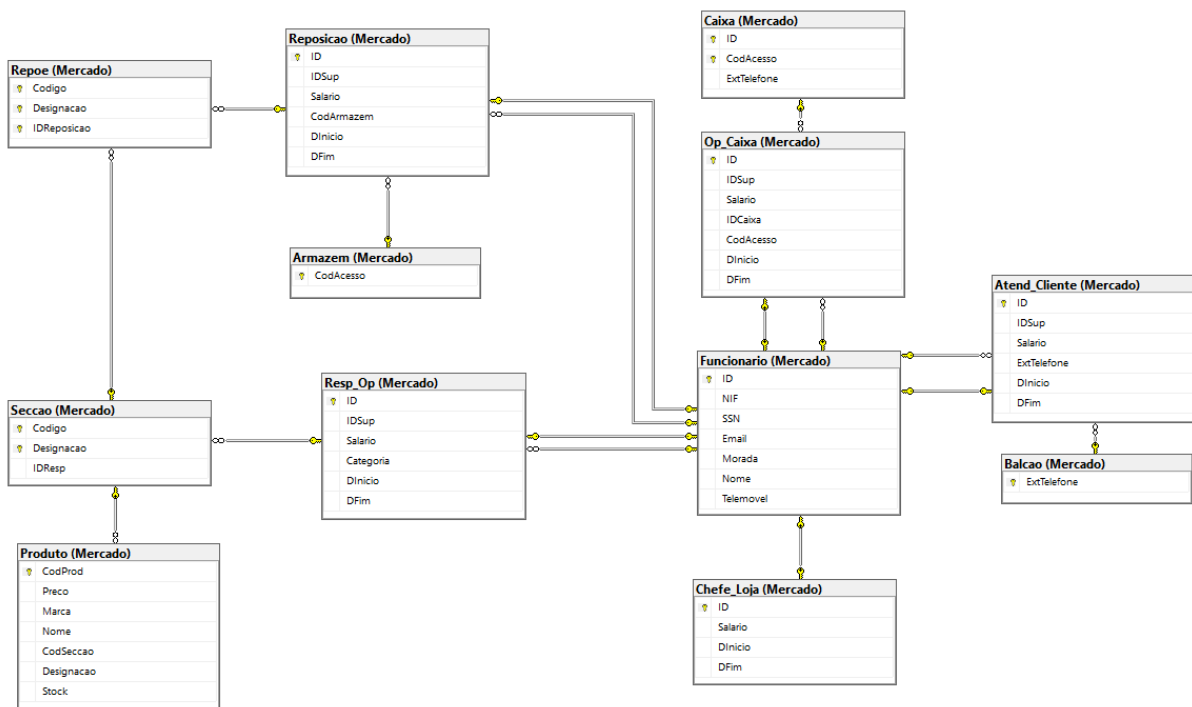 Caixa (Mercado)
ID
CodAcesso
ExtTelefone
Reposicao (Mercado)
ID
IDSup
Salario
CodArmazem
DInicio
DFim
Repoe (Mercado)
Codigo
Designacao
IDReposicao
Op_Caixa (Mercado)
ID
IDSup
Salario
IDCaixa
CodAcesso
DInicio
DFim
Armazem (Mercado)
CodAcesso
Atend_Cliente (Mercado)
ID
IDSup
Salario
ExtTelefone
DInicio
DFim
Funcionario (Mercado)
ID
NIF
SSN
Email
Morada
Nome
Telemovel
Resp_Op (Mercado)
ID
IDSup
Salario
Categoria
DInicio
DFim
Seccao (Mercado)
Codigo
Designacao
IDResp
Balcao (Mercado)
ExtTelefone
Produto (Mercado)
CodProd
Preco
Marca
Nome
CodSeccao
Designacao
Stock
Chefe_Loja (Mercado)
ID
Salario
DInicio
DFim